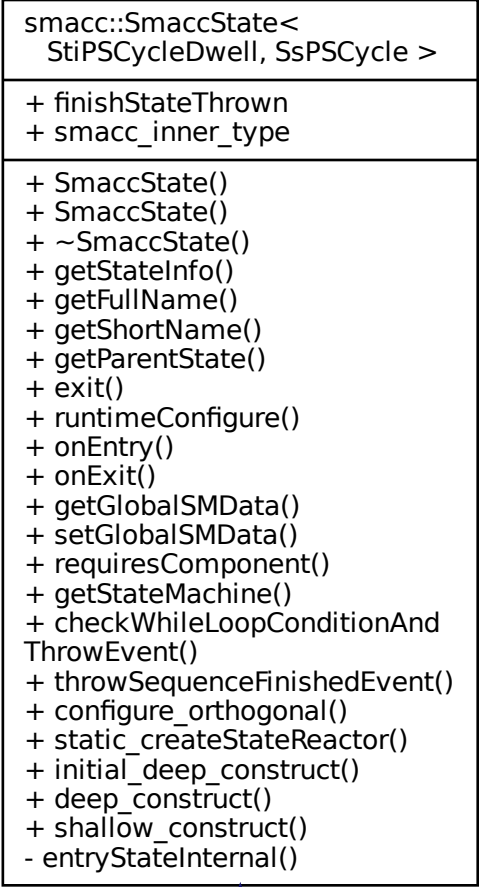 smacc::SmaccState<
StiPSCycleDwell, SsPSCycle >
+ finishStateThrown
+ smacc_inner_type
+ SmaccState()
+ SmaccState()
+ ~SmaccState()
+ getStateInfo()
+ getFullName()
+ getShortName()
+ getParentState()
+ exit()
+ runtimeConfigure()
+ onEntry()
+ onExit()
+ getGlobalSMData()
+ setGlobalSMData()
+ requiresComponent()
+ getStateMachine()
+ checkWhileLoopConditionAnd
ThrowEvent()
+ throwSequenceFinishedEvent()
+ configure_orthogonal()
+ static_createStateReactor()
+ initial_deep_construct()
+ deep_construct()
+ shallow_construct()
- entryStateInternal()